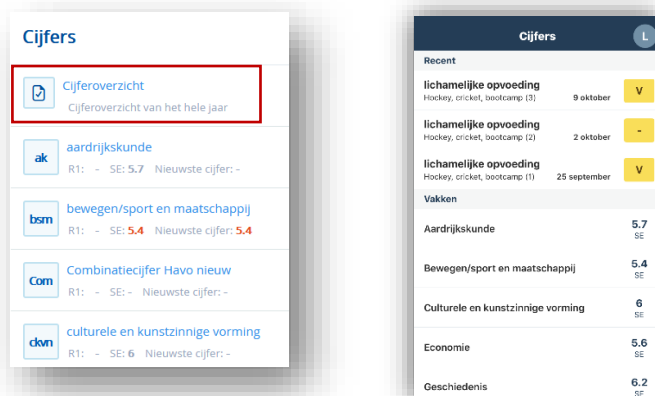 Cijfers
Cijferoverzicht
Cijferoverzicht van het hele jaar
ak
aardrijkskunde
R1: - SE: 5.7 Nieuwste cijfer: -
bsm
bewegen/sport en maatschappij
R1: - SE: 5.4 Nieuwste cijfer: 5.4
Com
Combinatiecijfer Havo nieuw
R1: - SE: - Nieuwste cijfer: -
ckvn
culturele en kunstzinnige vorming
R1: - SE: 6 Nieuwste cijfer: -
Cijfers
L
Recent
lichamelijke opvoeding
Hockey, cricket, bootcamp (3) 9 oktober V
lichamelijke opvoeding
Hockey, cricket, bootcamp (2) 2 oktober -
lichamelijke opvoeding
Hockey, cricket, bootcamp (1) 25 september V
Vakken
Aardrijkskunde 5.7
SE
Bewegen/sport en maatschappij 5.4
SE
Culturele en kunstzinnige vorming 6
SE
Economie 5.6
SE
Geschiedenis 6.2
SE